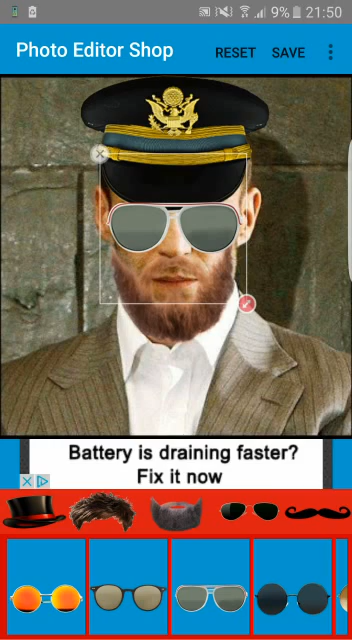 9% 21:50
Photo Editor Shop
RESET SAVE
Battery is draining faster?
Fix it now